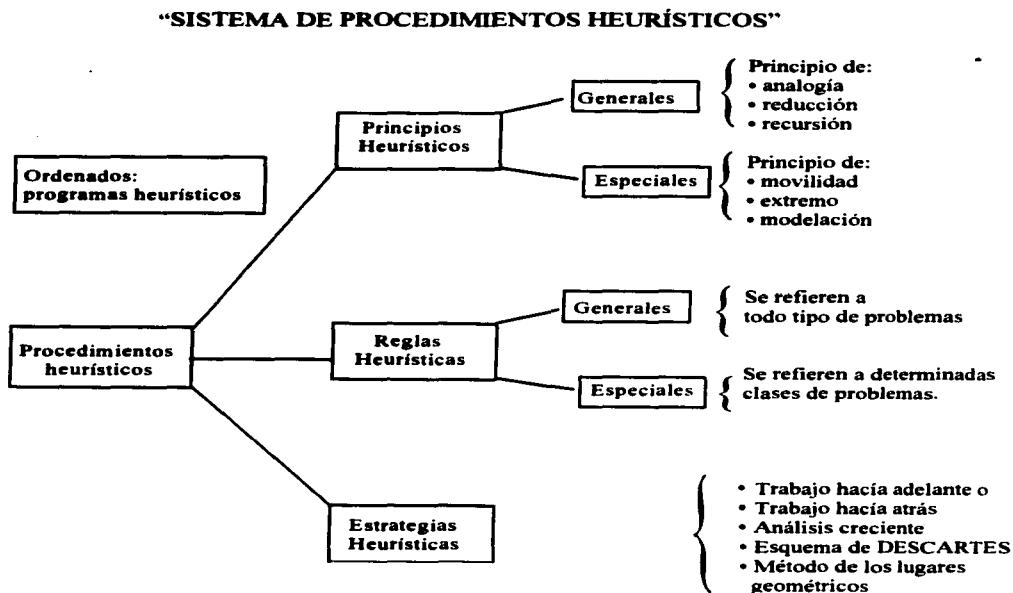 “SISTEMA DE PROCEDIMIENTOS HEURÍSTICOS”
Ordenados:
programas heurísticos
Procedimientos
heurísticos
Principios
Heurísticos
Generales
Principio de:
• analogía
• reducción
• recursión
Especiales
Principio de:
• movilidad
• extremo
• modelación
Reglas
Heurísticas
Generales
Se refieren a
todo tipo de problemas
Especiales
Se refieren a determinadas
clases de problemas.
Estrategias
Heurísticas
• Trabajo hacía adelante o
• Trabajo hacía atrás
• Análisis creciente
• Esquema de DESCARTES
• Método de los lugares
geométricos